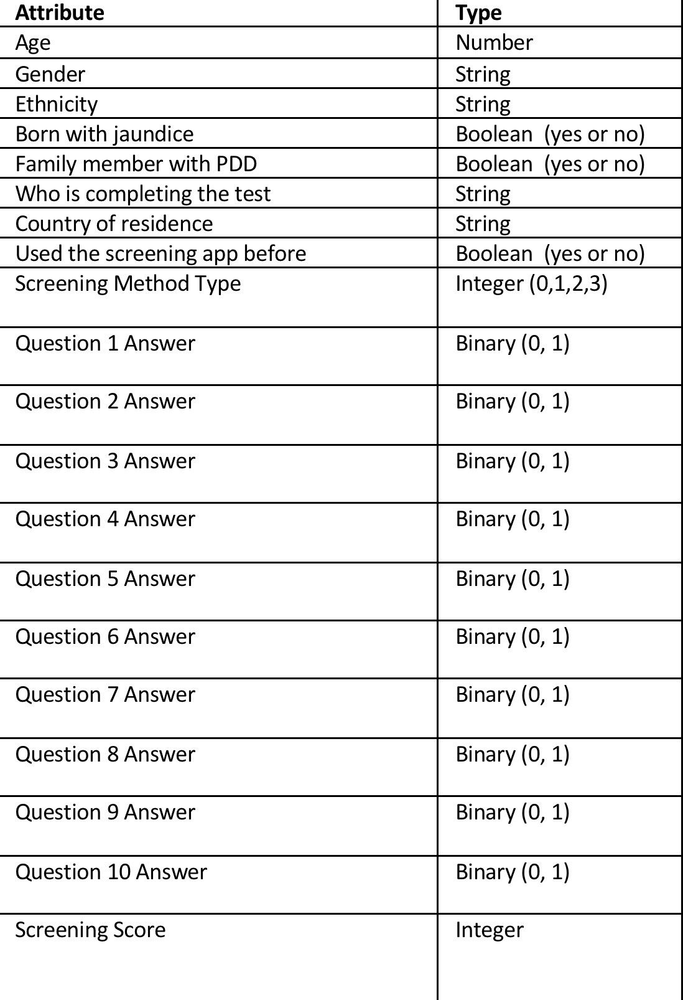 Attribute Type
Age Number
Gender String
Ethnicity String
Born with jaundice Boolean (yes or no)
Family member with PDD Boolean (yes or no)
Who is completing the test String
Country of residence String
Used the screening app before Boolean (yes or no)
Screening Method Type Integer (0,1,2,3)
Question 1 Answer Binary (0, 1)
Question 2 Answer Binary (0, 1)
Question 3 Answer Binary (0, 1)
Question 4 Answer Binary (0, 1)
Question 5 Answer Binary (0, 1)
Question 6 Answer Binary (0, 1)
Question 7 Answer Binary (0, 1)
Question 8 Answer Binary (0, 1)
Question 9 Answer Binary (0, 1)
Question 10 Answer Binary (0, 1)
Screening Score Integer